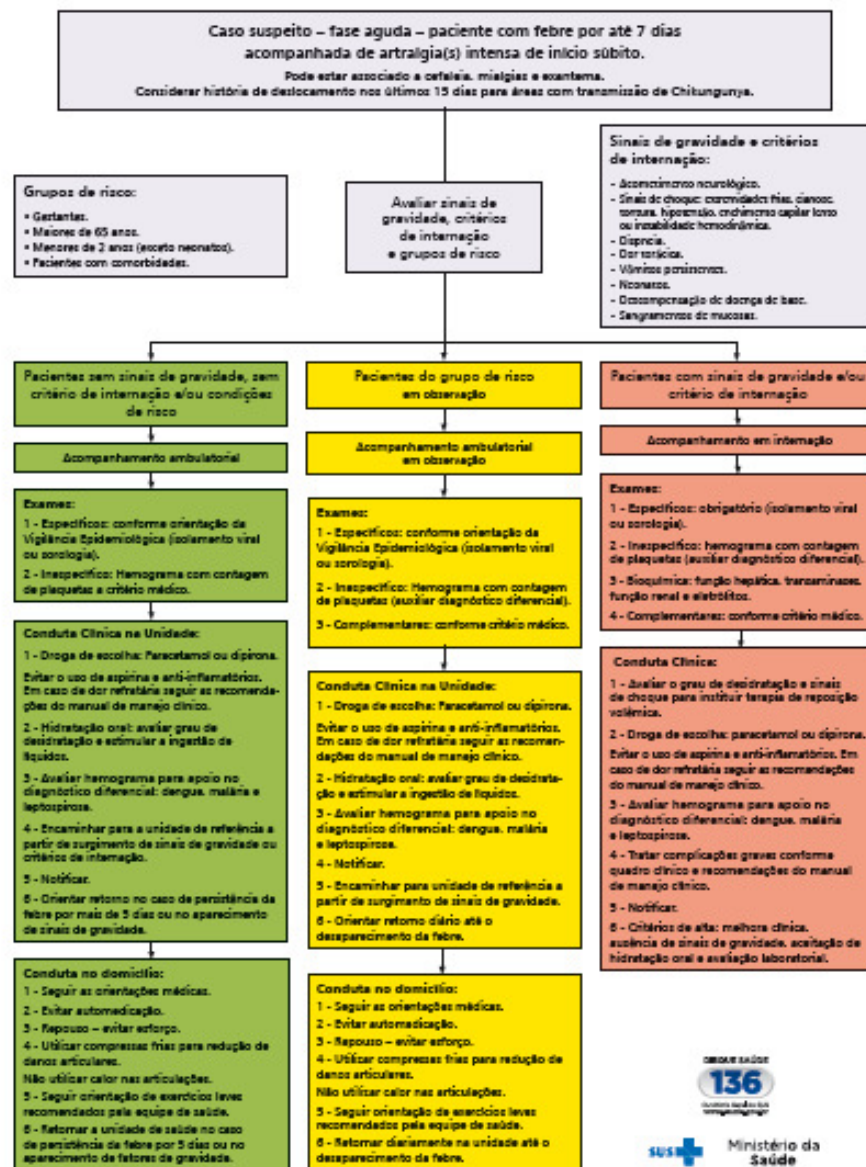 Caso suspeito – fase aguda – paciente com febre por até 7 dias
acompanhada de artralgia(s) intensa de início súbito.
Pode estar associado a cefaleia, mialgias e exantema.
Considerar história de deslocamento nos últimos 15 dias para áreas com transmissão de Chikungunya.
Grupos de risco:
• Gestantes.
• Maiores de 65 anos.
• Menores de 2 anos (exceto neonatos).
• Pacientes com comorbidades.
Avaliar sinais de
gravidade, critérios
de internação
e grupos de risco
Sinais de gravidade e critérios
de internação:
- Acometimento neurológico.
- Sinais de choque: extremidades frias, cianose,
tontura, hipotensão, enchimento capilar lento
ou instabilidade hemodinâmica.
- Dispneia.
- Dor torácica.
- Vômitos persistentes.
- Neonatos.
- Descompensação de doença de base.
- Sangramentos de mucosas.
Pacientes sem sinais de gravidade, sem
critério de internação e/ou condições
de risco
Acompanhamento ambulatorial
Exames:
1 - Específicos: conforme orientação da
Vigilância Epidemiológica (isolamento viral
ou sorologia).
2 - Inespecífico: Hemograma com contagem
de plaquetas a critério médico.
Conduta Clínica na Unidade:
1 - Droga de escolha: Paracetamol ou dipirona.
Evitar o uso de aspirina e anti-inflamatórios.
Em caso de dor refratária seguir as recomenda-
ções do manual de manejo clínico.
2 - Hidratação oral: avaliar grau de
desidratação e estimular a ingestão de
líquidos.
3 - Avaliar hemograma para apoio no
diagnóstico diferencial: dengue, malária e
leptospirose.
4 - Encaminhar para a unidade de referência a
partir de surgimento de sinais de gravidade ou
critérios de internação.
5 - Notificar.
6 - Orientar retorno no caso de persistência da
febre por mais de 5 dias ou no aparecimento
de sinais de gravidade.
Conduta no domicílio:
1 - Seguir as orientações médicas.
2 - Evitar automedicação.
3 - Repouso – evitar esforço.
4 - Utilizar compressas frias para redução de
danos articulares.
Não utilizar calor nas articulações.
5 - Seguir orientação de exercícios leves
recomendados pela equipe de saúde.
6 - Retornar a unidade de saúde no caso
de persistência da febre por 5 dias ou no
aparecimento de fatores de gravidade.
Pacientes do grupo de risco
em observação
Acompanhamento ambulatorial
em observação
Exames:
1 - Específicos: conforme orientação da
Vigilância Epidemiológica (isolamento viral
ou sorologia).
2 - Inespecífico: Hemograma com contagem
de plaquetas (auxiliar diagnóstico diferencial).
3 - Complementares: conforme critério médico.
Conduta Clínica na Unidade:
1 - Droga de escolha: Paracetamol ou dipirona.
Evitar o uso de aspirina e anti-inflamatórios.
Em caso de dor refratária seguir as recomen-
dações do manual de manejo clínico.
2 - Hidratação oral: avaliar grau de desidrata-
ção e estimular a ingestão de líquidos.
3 - Avaliar hemograma para apoio no
diagnóstico diferencial: dengue, malária
e leptospirose.
4 - Notificar.
5 - Encaminhar para unidade de referência a
partir de surgimento de sinais de gravidade.
6 - Orientar retorno diário até o
desaparecimento da febre.
Conduta no domicílio:
1 - Seguir as orientações médicas.
2 - Evitar automedicação.
3 - Repouso – evitar esforço.
4 - Utilizar compressas frias para redução de
danos articulares.
Não utilizar calor nas articulações.
5 - Seguir orientação de exercícios leves
recomendados pela equipe de saúde.
6 - Retornar diariamente na unidade até o
desaparecimento da febre.
Pacientes com sinais de gravidade e/ou
critério de internação
Acompanhamento em internação
Exames:
1 - Específicos: obrigatório (isolamento viral
ou sorologia).
2 - Inespecífico: hemograma com contagem
de plaquetas (auxiliar diagnóstico diferencial).
3 - Bioquímica: função hepática, transaminases,
função renal e eletrólitos.
4 - Complementares: conforme critério médico.
Conduta Clínica:
1 - Avaliar o grau de desidratação e sinais
de choque para instituir terapia de reposição
volêmica.
2 - Droga de escolha: paracetamol ou dipirona.
Evitar o uso de aspirina e anti-inflamatórios. Em
caso de dor refratária seguir as recomendações
do manual de manejo clínico.
3 - Avaliar hemograma para apoio no
diagnóstico diferencial: dengue, malária
e leptospirose.
4 - Tratar complicações graves conforme
quadro clínico e recomendações do manual
de manejo clínico.
5 - Notificar.
6 - Critérios de alta: melhora clínica,
ausência de sinais de gravidade, aceitação de
hidratação oral e avaliação laboratorial.
DISQUE SAÚDE
136
SUS
Ministério da
Saúde